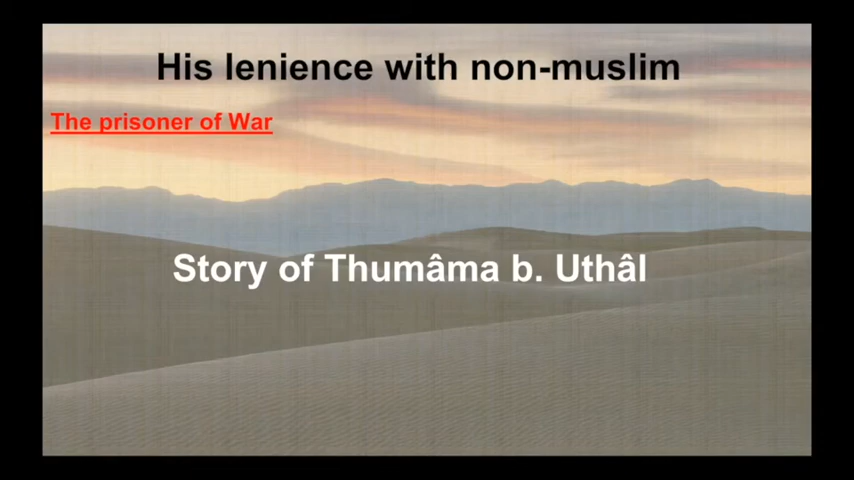 His lenience with non-muslim
The prisoner of War
Story of Thumâma b. Uthâl